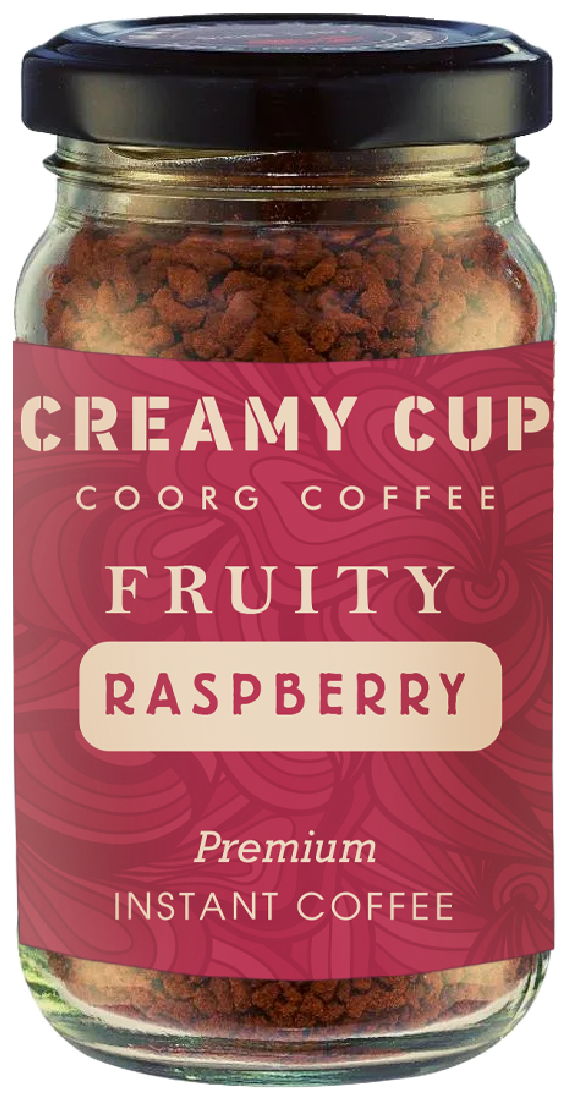 CREAMY CUP
COORG COFFEE
FRUITY
RASPBERRY
Premium
INSTANT COFFEE